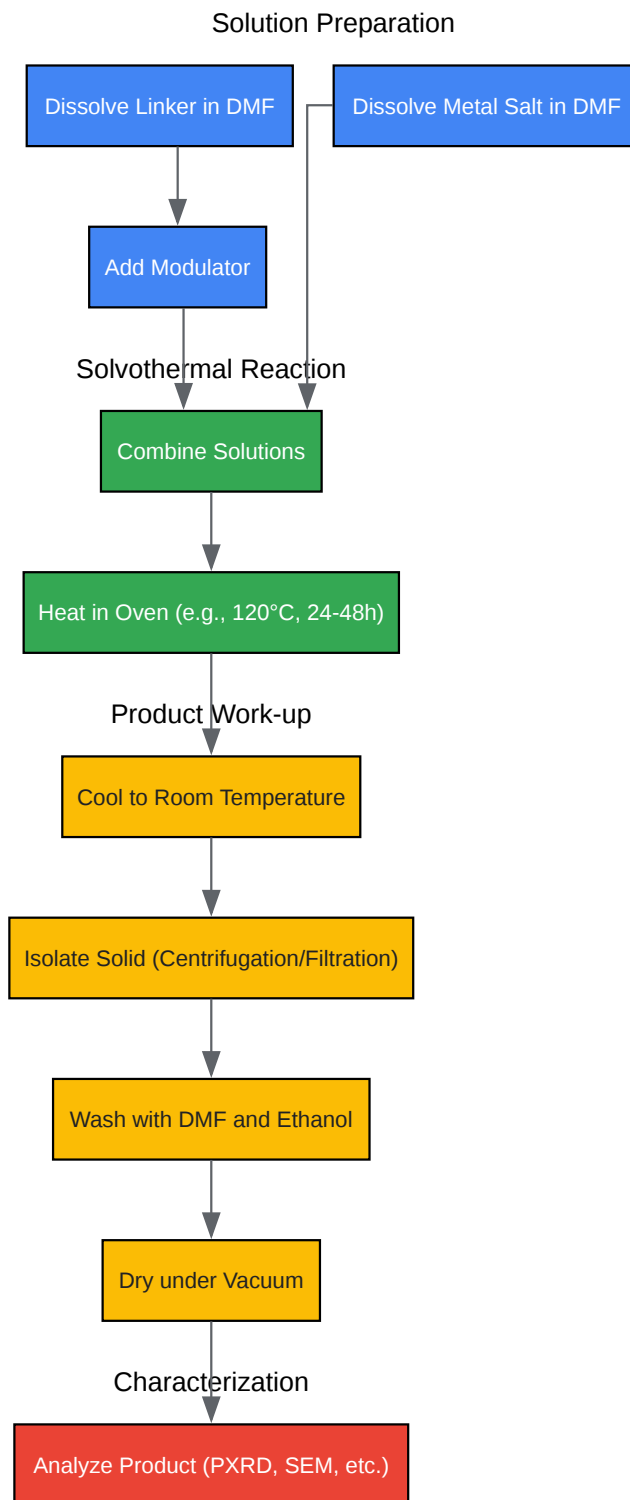 Solution Preparation
Dissolve Linker in DMF
Dissolve Metal Salt in DMF
Add Modulator
Solvothermal Reaction
Combine Solutions
Heat in Oven (e.g., 120°C, 24-48h)
Product Work-up
Cool to Room Temperature
Isolate Solid (Centrifugation/Filtration)
Wash with DMF and Ethanol
Dry under Vacuum
Characterization
Analyze Product (PXRD, SEM, etc.)